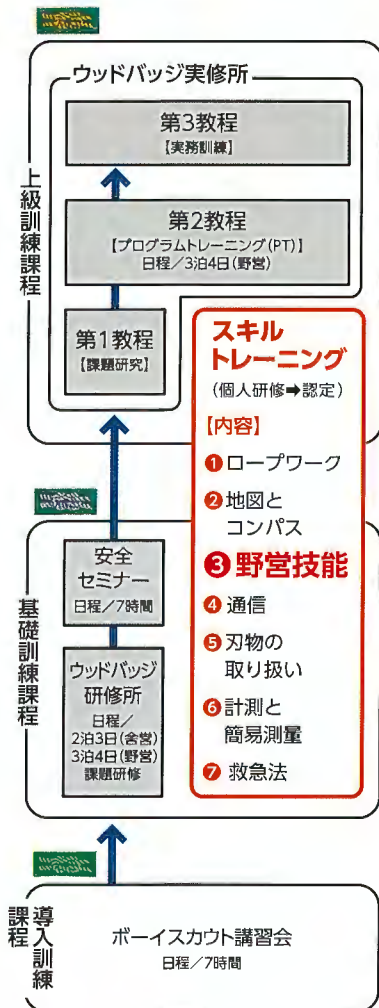 ウッドバッジ実修所
第3教程
【実務訓練】
第2教程
【プログラムトレーニング(PT)】
日程／3泊4日(野営)
第1教程
【課題研究】
上級訓練課程
スキル
トレーニング
(個人研修➡認定)
【内容】
❶ロープワーク
❷地図と
コンパス
❸野営技能
❹通信
❺刃物の
取り扱い
❻計測と
簡易測量
❼救急法
安全
セミナー
日程／7時間
ウッドバッジ
研修所
日程／
2泊3日(舎営)
3泊4日(野営)
課題研修
基礎訓練課程
導入訓練
課程
ボーイスカウト講習会
日程／7時間